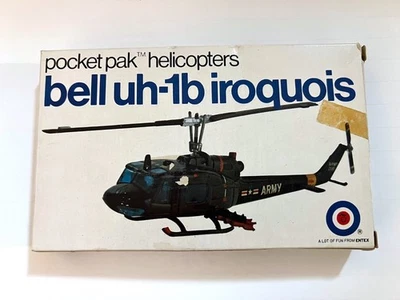 pocket pak™ helicopters
bell uh-1b iroquois
ARMY
A LOT OF FUN FROM ENTEX